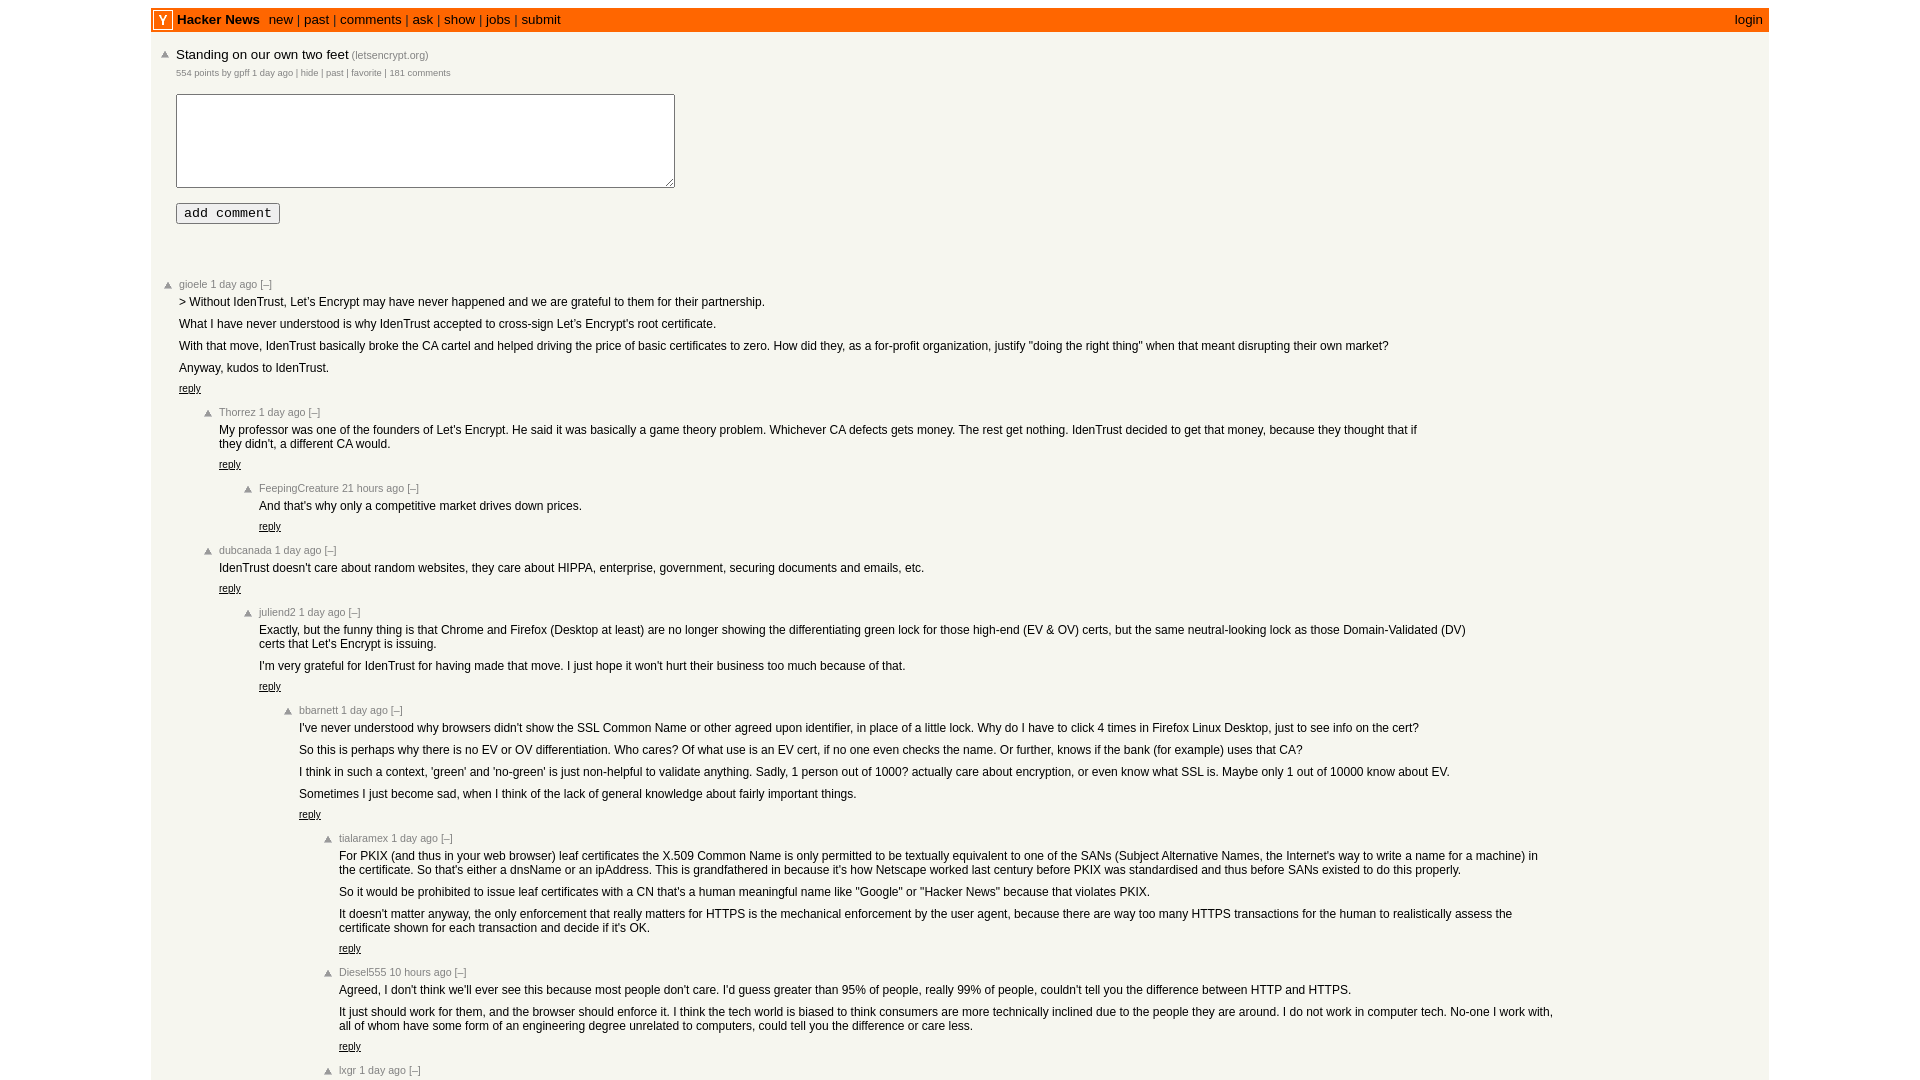 Y Hacker News new | past | comments | ask | show | jobs | submit login
Standing on our own two feet (letsencrypt.org)
554 points by gpff 1 day ago | hide | past | favorite | 181 comments
add comment
gioele 1 day ago [–]
> Without IdenTrust, Let’s Encrypt may have never happened and we are grateful to them for their partnership.
What I have never understood is why IdenTrust accepted to cross-sign Let’s Encrypt's root certificate.
With that move, IdenTrust basically broke the CA cartel and helped driving the price of basic certificates to zero. How did they, as a for-profit organization, justify "doing the right thing" when that meant disrupting their own market?
Anyway, kudos to IdenTrust.
reply
Thorrez 1 day ago [–]
My professor was one of the founders of Let's Encrypt. He said it was basically a game theory problem. Whichever CA defects gets money. The rest get nothing. IdenTrust decided to get that money, because they thought that if
they didn't, a different CA would.
reply
FeepingCreature 21 hours ago [–]
And that's why only a competitive market drives down prices.
reply
dubcanada 1 day ago [–]
IdenTrust doesn't care about random websites, they care about HIPPA, enterprise, government, securing documents and emails, etc.
reply
juliend2 1 day ago [–]
Exactly, but the funny thing is that Chrome and Firefox (Desktop at least) are no longer showing the differentiating green lock for those high-end (EV & OV) certs, but the same neutral-looking lock as those Domain-Validated (DV)
certs that Let's Encrypt is issuing.
I'm very grateful for IdenTrust for having made that move. I just hope it won't hurt their business too much because of that.
reply
bbarnett 1 day ago [–]
I've never understood why browsers didn't show the SSL Common Name or other agreed upon identifier, in place of a little lock. Why do I have to click 4 times in Firefox Linux Desktop, just to see info on the cert?
So this is perhaps why there is no EV or OV differentiation. Who cares? Of what use is an EV cert, if no one even checks the name. Or further, knows if the bank (for example) uses that CA?
I think in such a context, 'green' and 'no-green' is just non-helpful to validate anything. Sadly, 1 person out of 1000? actually care about encryption, or even know what SSL is. Maybe only 1 out of 10000 know about EV.
Sometimes I just become sad, when I think of the lack of general knowledge about fairly important things.
reply
tialaramex 1 day ago [–]
For PKIX (and thus in your web browser) leaf certificates the X.509 Common Name is only permitted to be textually equivalent to one of the SANs (Subject Alternative Names, the Internet's way to write a name for a machine) in
the certificate. So that's either a dnsName or an ipAddress. This is grandfathered in because it's how Netscape worked last century before PKIX was standardised and thus before SANs existed to do this properly.
So it would be prohibited to issue leaf certificates with a CN that's a human meaningful name like "Google" or "Hacker News" because that violates PKIX.
It doesn't matter anyway, the only enforcement that really matters for HTTPS is the mechanical enforcement by the user agent, because there are way too many HTTPS transactions for the human to realistically assess the
certificate shown for each transaction and decide if it's OK.
reply
Diesel555 10 hours ago [–]
Agreed, I don't think we'll ever see this because most people don't care. I'd guess greater than 95% of people, really 99% of people, couldn't tell you the difference between HTTP and HTTPS.
It just should work for them, and the browser should enforce it. I think the tech world is biased to think consumers are more technically inclined due to the people they are around. I do not work in computer tech. No-one I work with,
all of whom have some form of an engineering degree unrelated to computers, could tell you the difference or care less.
reply
lxgr 1 day ago [–]